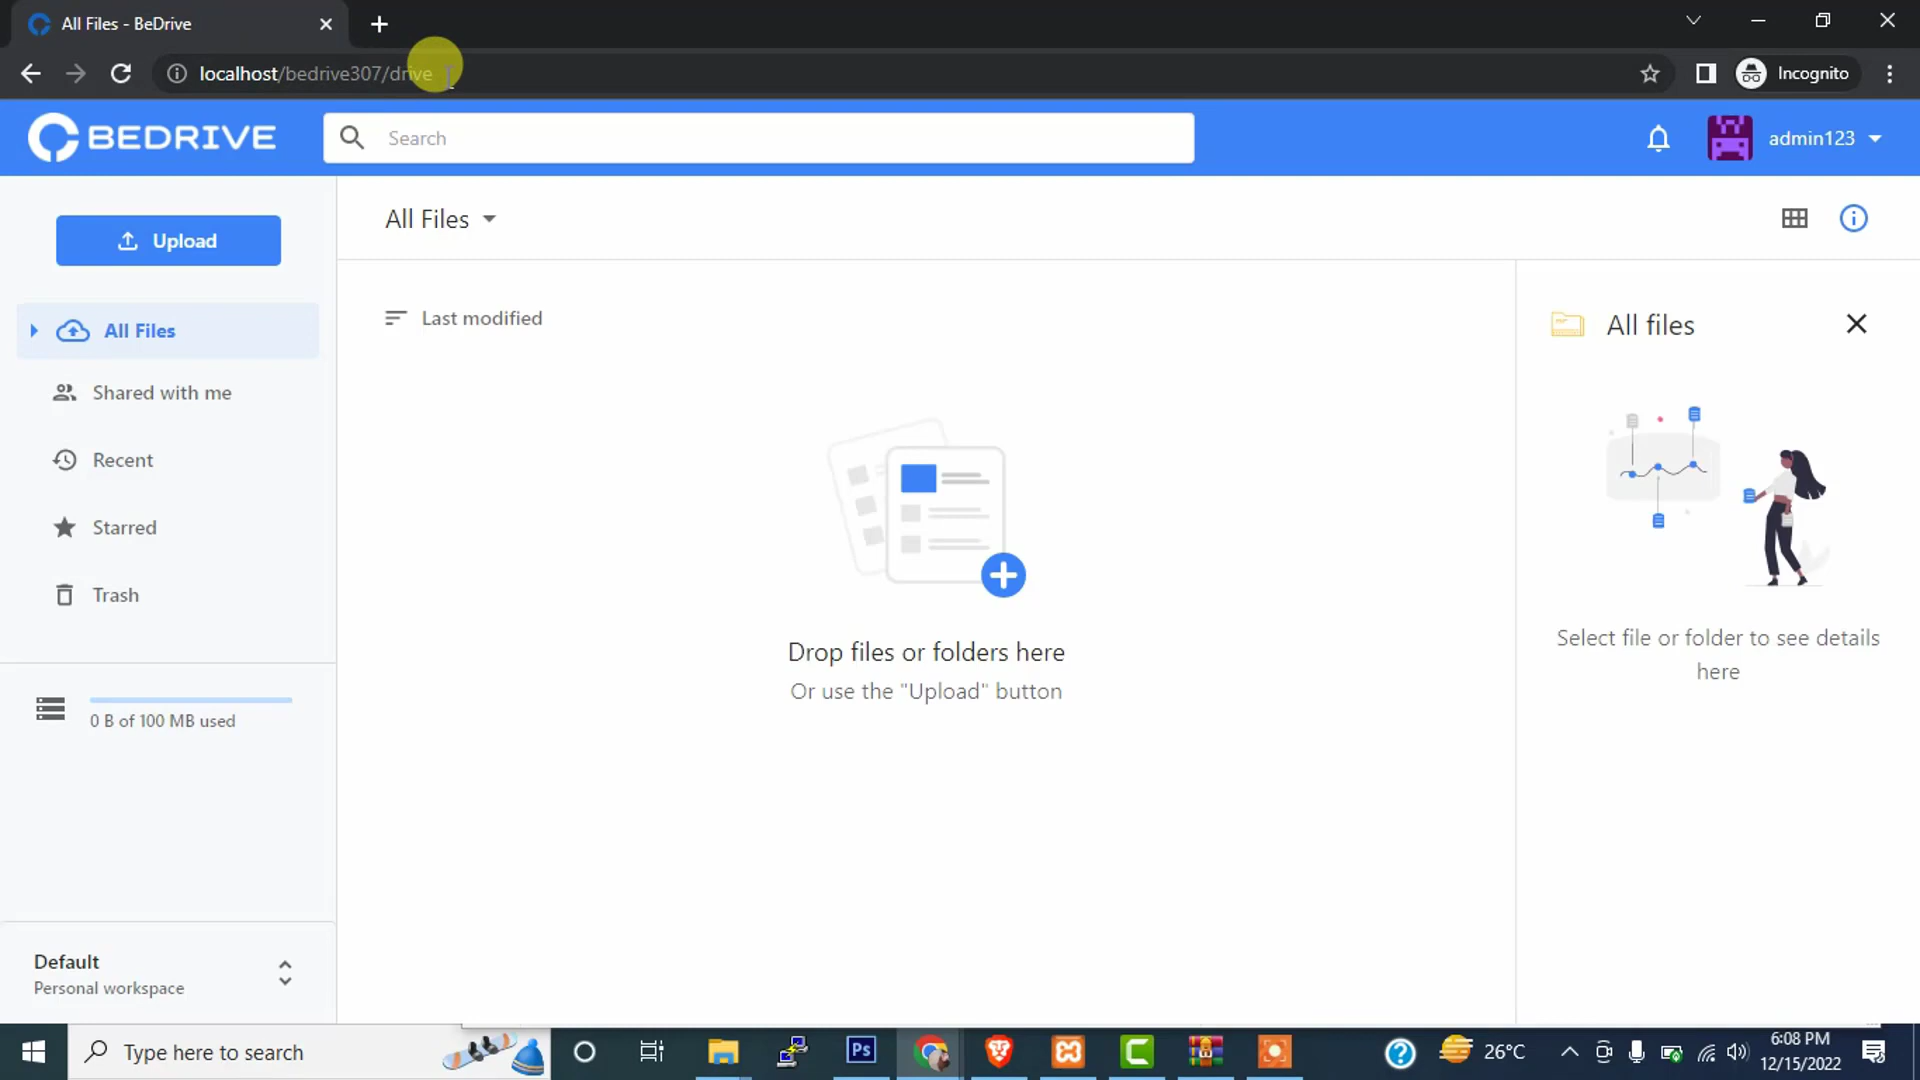 All Files - BeDrive
localhost/bedrive307/drive
Incognito
BEDRIVE
Search
admin123
Upload
All Files
All Files
Shared with me
Recent
Starred
Trash
0 B of 100 MB used
Default
Personal workspace
Last modified
Drop files or folders here
Or use the "Upload" button
All files
Select file or folder to see details
here
Type here to search
Ps
26°C
6:08 PM
12/15/2022